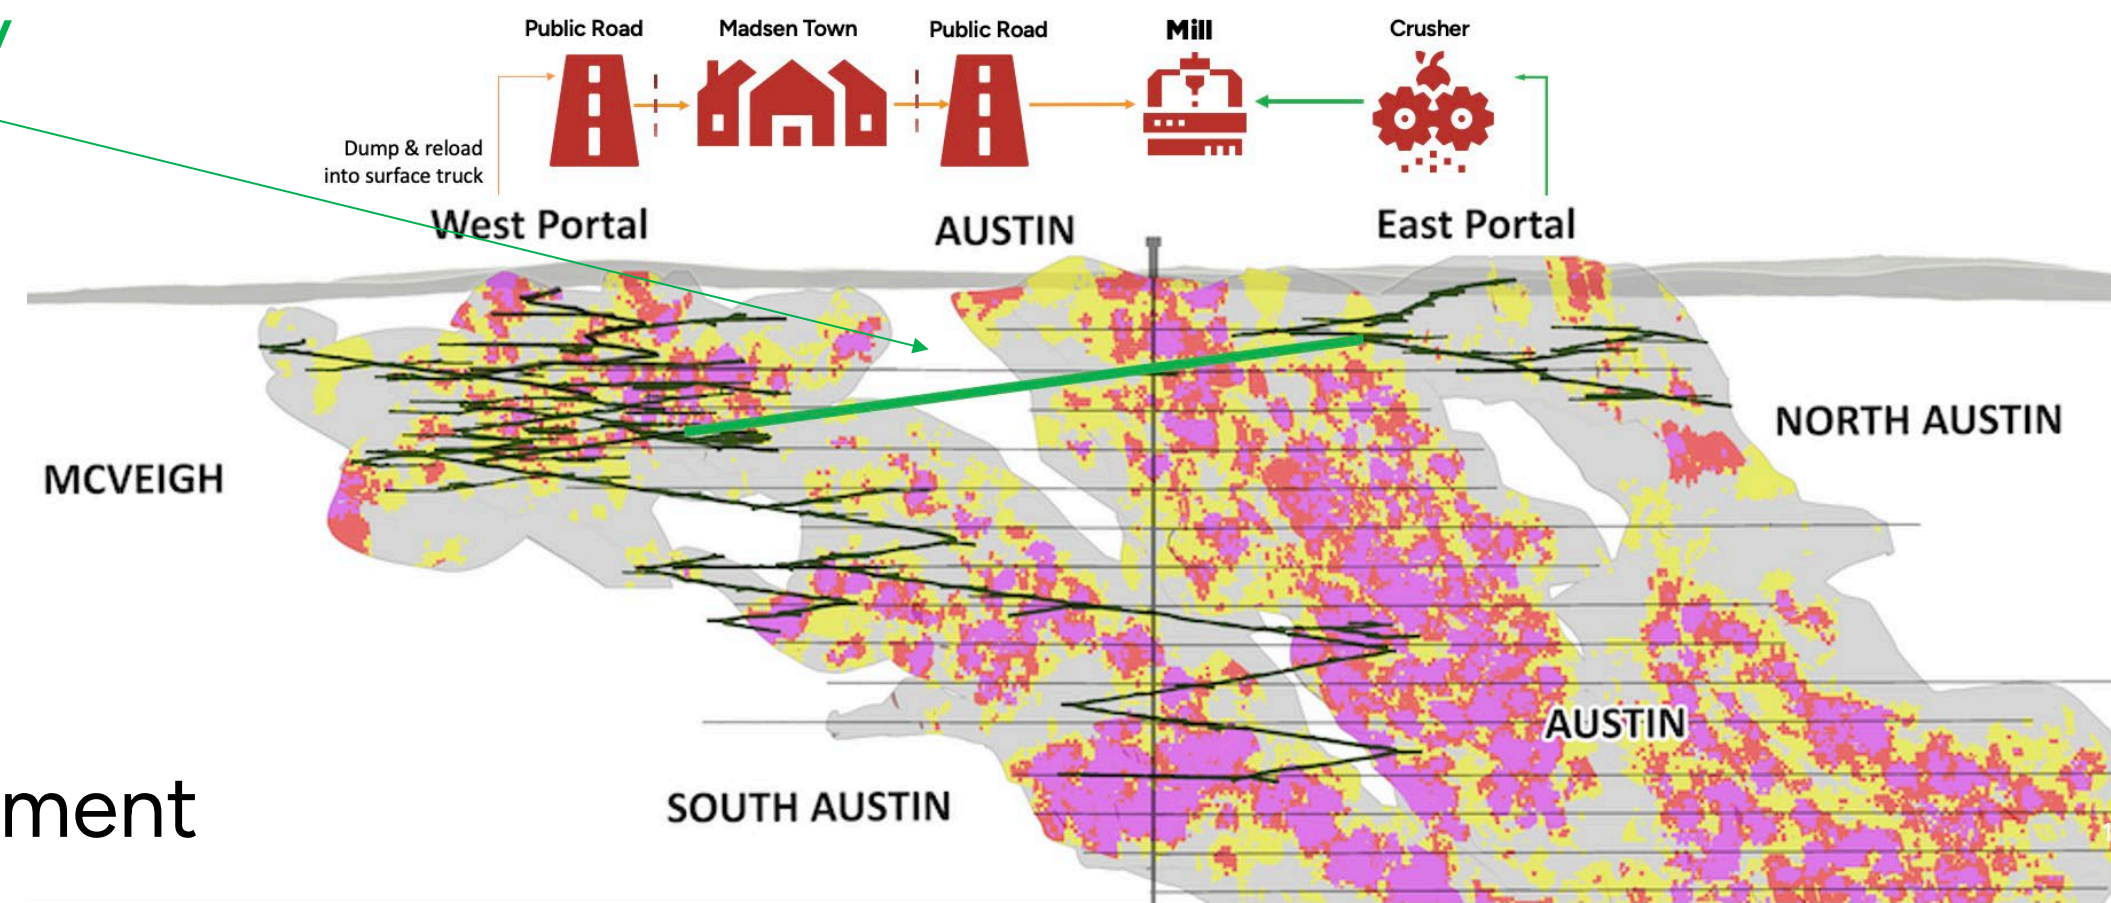 y
Public Road
Madsen Town
Public Road
Mill
Crusher
Dump & reload
into surface truck
West Portal
AUSTIN
East Portal
NORTH AUSTIN
MCVEIGH
AUSTIN
SOUTH AUSTIN
ment
1